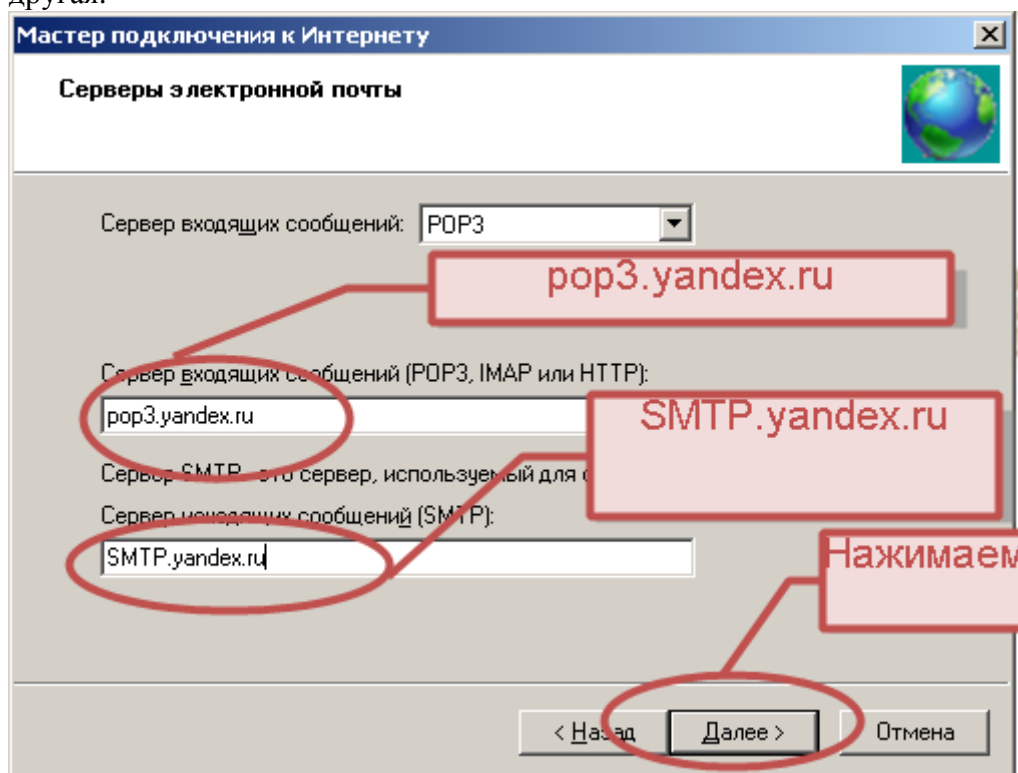 другая.
Мастер подключения к Интернету
Серверы электронной почты
Сервер входящих сообщений: POP3
pop3.yandex.ru
Сервер входящих сообщений (POP3, IMAP или HTTP):
pop3.yandex.ru
SMTP.yandex.ru
Сервер SMTP - это сервер, используемый для
Сервер исходящих сообщений (SMTP):
SMTP.yandex.ru
Нажимаем
< Назад Далее > Отмена